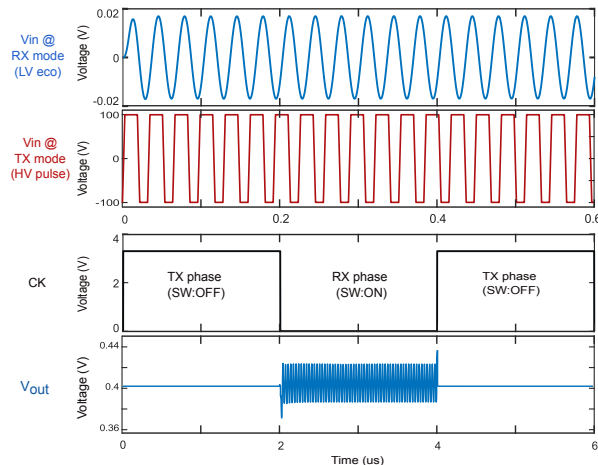 Vin @
RX mode
(LV eco)
Voltage (V)
0.02
0
-0.02
Vin @
TX mode
(HV pulse)
Voltage (V)
100
0
-100
0 0.2 0.4 0.6
CK
Voltage (V)
4
2
0
TX phase
(SW:OFF)
RX phase
(SW:ON)
TX phase
(SW:OFF)
Vout
Voltage (V)
0.44
0.4
0.36
0 2 4 6
Time (us)